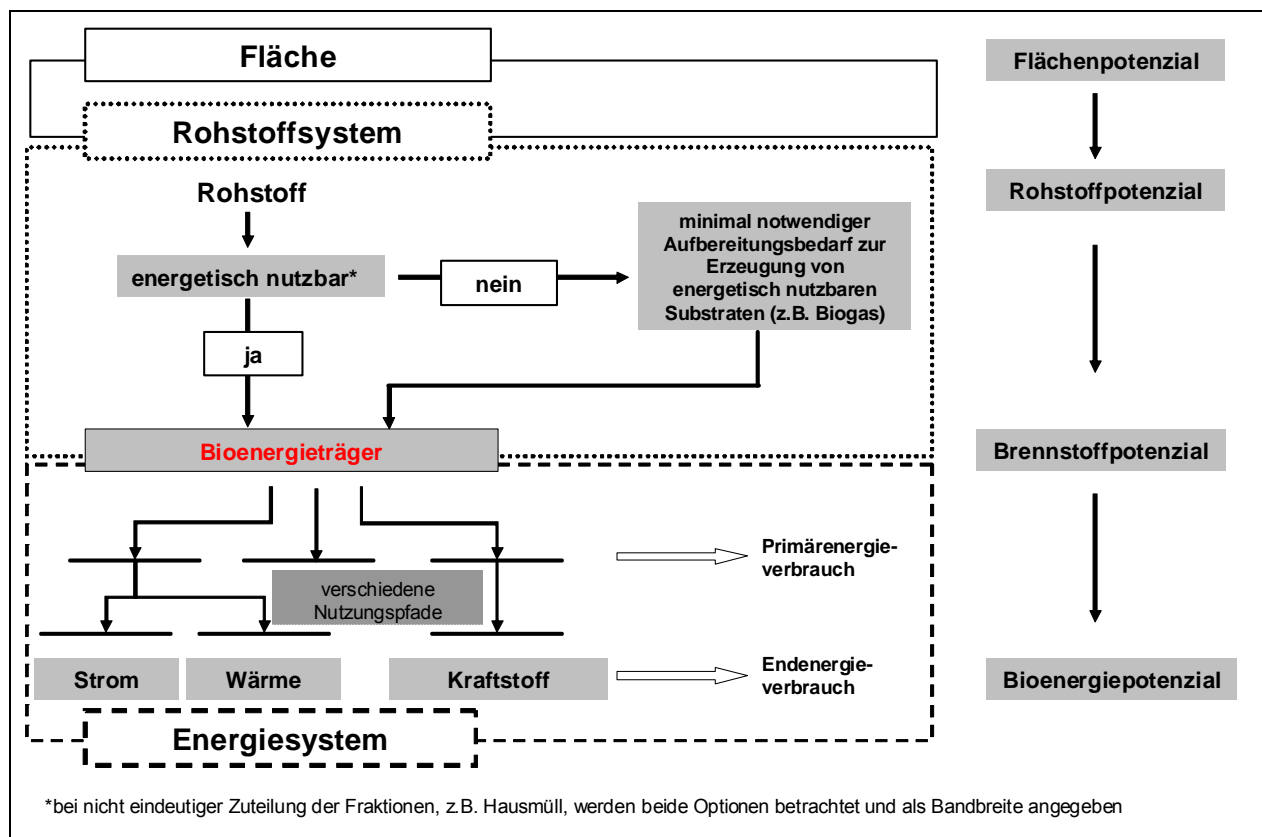 Fläche
Flächenpotenzial
Rohstoffsystem
Rohstoff
Rohstoffpotenzial
energetisch nutzbar*
nein
minimal notwendiger
Aufbereitungsbedarf zur
Erzeugung von
energetisch nutzbaren
Substraten (z.B. Biogas)
ja
Bioenergieträger
Brennstoffpotenzial
verschiedene
Nutzungspfade
Primärenergie-
verbrauch
Strom
Wärme
Kraftstoff
Endenergie-
verbrauch
Bioenergiepotenzial
Energiesystem
*bei nicht eindeutiger Zuteilung der Fraktionen, z.B. Hausmüll, werden beide Optionen betrachtet und als Bandbreite angegeben